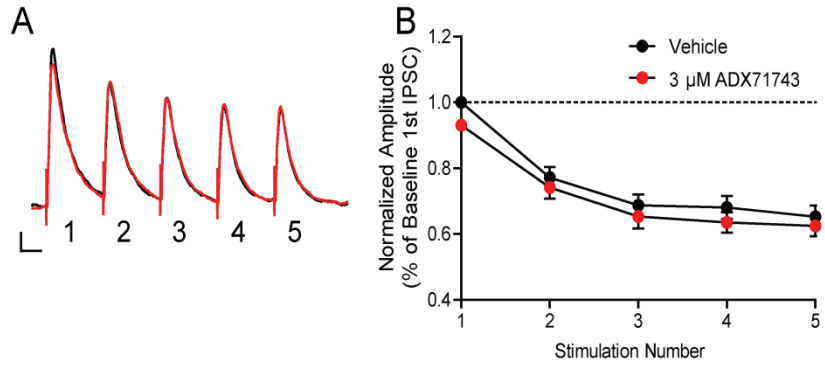 A
1 2 3 4 5
B
Normalized Amplitude
(% of Baseline 1st IPSC)
1.2
1.0
0.8
0.6
0.4
Vehicle
3 µM ADX71743
1 2 3 4 5
Stimulation Number